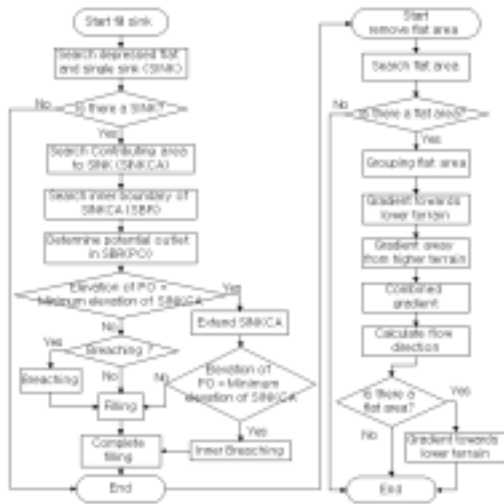 Start fill sink
Search depressed flat
and single sink (SINK)
Is there a SINK?
No
Yes
Search Contributing area
to SINK (SINKCA)
Search inner boundary of
SINKCA (SBR)
Determine potential outlet
in SBR(PO)
Elevation of PO =
Minimum elevation of SINKCA
Yes
No
Extend SINKCA
Breaching ?
Yes
No
Breaching
Filling
Elevation of
PO = Minimum
elevation of SINKCA
No
Yes
Inner Breaching
Complete
filling
End
Start
remove flat area
Search flat area
Is there a flat area?
No
Yes
Grouping flat area
Gradient towards
lower terrain
Gradient away
from higher terrain
Combined
gradient
Calculate flow
direction
Is there a
flat area?
Yes
No
Gradient towards
lower terrain
End